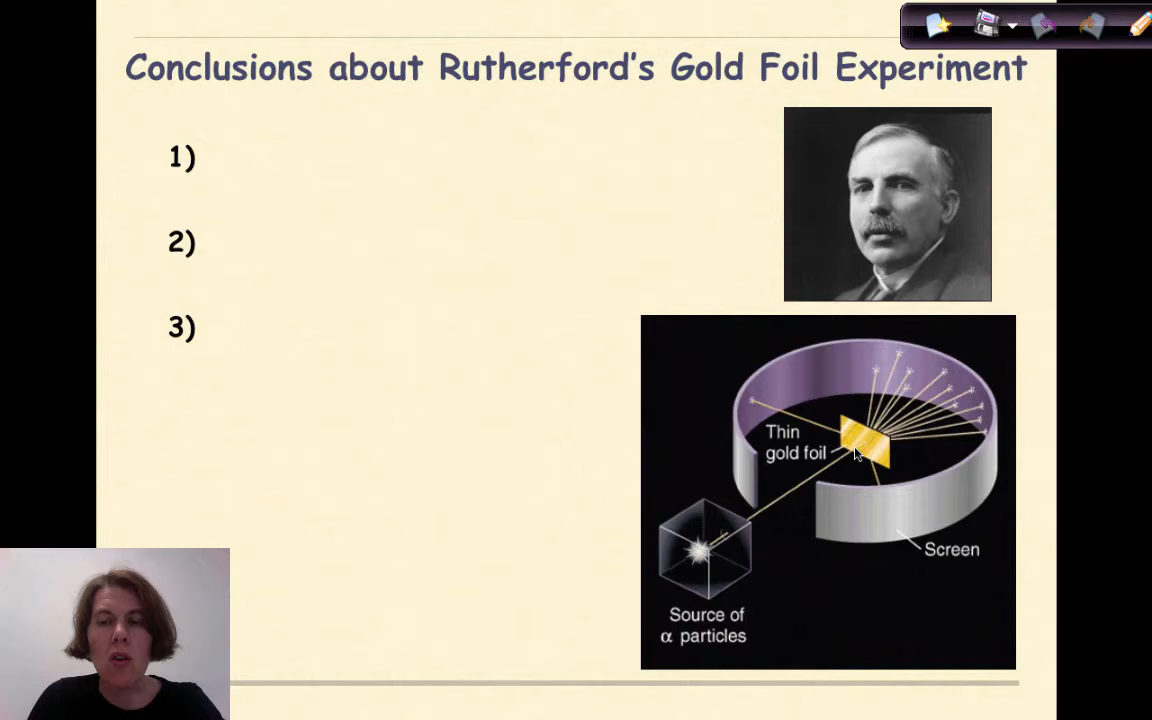 Conclusions about Rutherford's Gold Foil Experiment
1)
2)
3)
Thin
gold foil
Screen
Source of
α particles